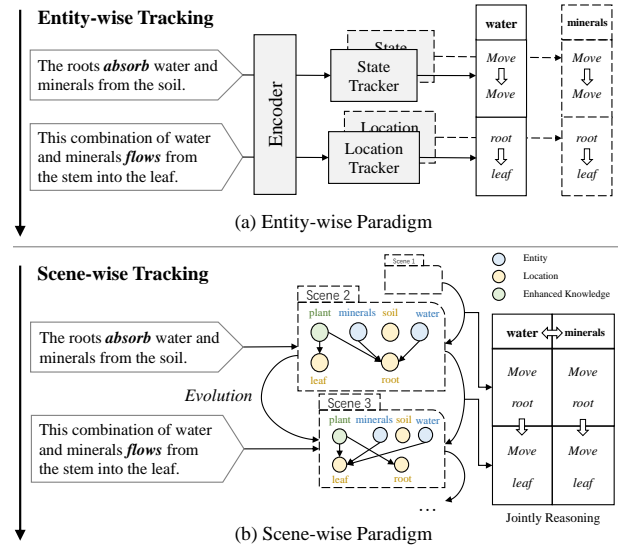 Entity-wise Tracking
The roots absorb water and
minerals from the soil.
This combination of water
and minerals flows from
the stem into the leaf.
Encoder
State
State
Tracker
Location
Location
Tracker
water
minerals
Move
Move
Move
Move
root
root
leaf
leaf
(a) Entity-wise Paradigm
Scene-wise Tracking
Scene 1
Entity
Location
Enhanced Knowledge
Scene 2
plant minerals soil water
leaf root
The roots absorb water and
minerals from the soil.
Evolution
Scene 3
plant minerals soil water
leaf root
This combination of water
and minerals flows from
the stem into the leaf.
...
water minerals
Move Move
root root
Move Move
leaf leaf
Jointly Reasoning
(b) Scene-wise Paradigm